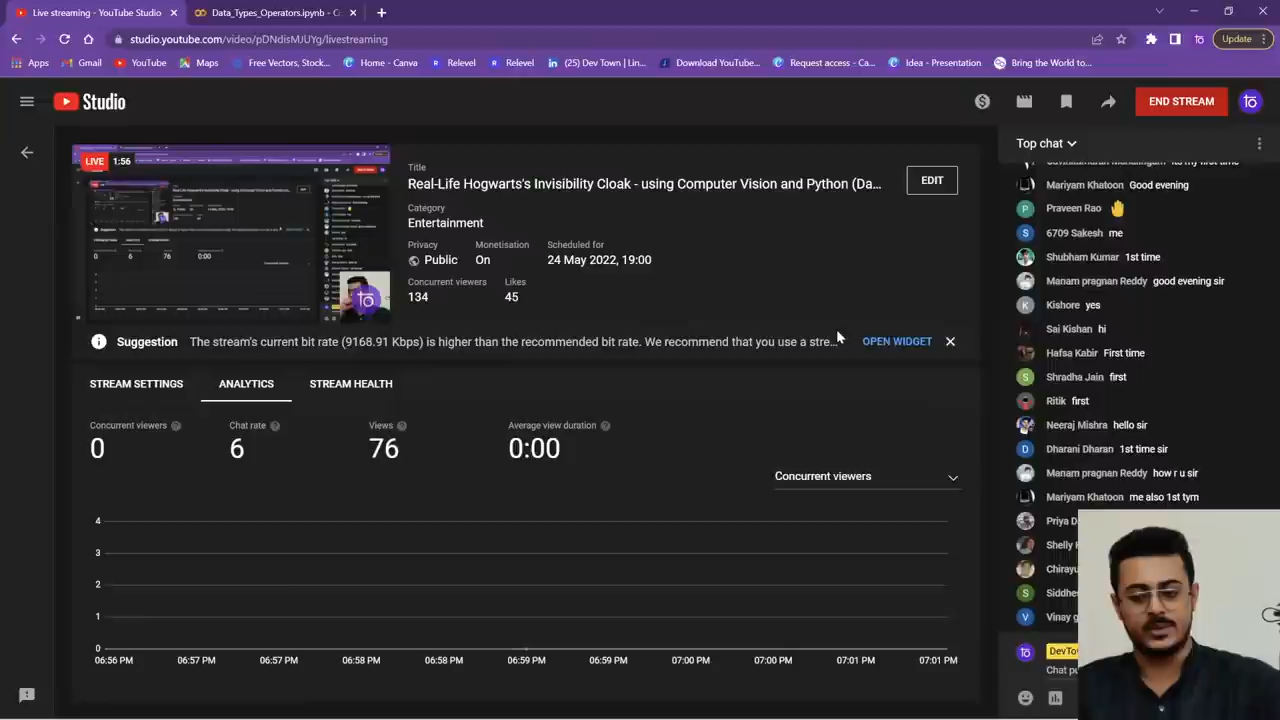 Live streaming - YouTube Studio
Data_Types_Operators.ipynb - C
studio.youtube.com/video/pDNdisMJUYg/livestreaming
Update
Apps
Gmail
YouTube
Maps
Free Vectors, Stock...
Home - Canva
Relevel
Relevel
(25) Dev Town | Lin...
Download YouTube...
Request access - Ca...
Idea - Presentation
Bring the World to...
Studio
END STREAM
LIVE 1:56
Title
Real-Life Hogwarts's Invisibility Cloak - using Computer Vision and Python (Da...
EDIT
Category
Entertainment
Privacy Monetisation Scheduled for
Public On 24 May 2022, 19:00
Concurrent viewers Likes
134 45
Suggestion The stream's current bit rate (9168.91 Kbps) is higher than the recommended bit rate. We recommend that you use a stre... OPEN WIDGET
STREAM SETTINGS ANALYTICS STREAM HEALTH
Concurrent viewers Chat rate Views Average view duration
0 6 76 0:00
Concurrent viewers
4
3
2
1
0
06:56 PM 06:57 PM 06:57 PM 06:58 PM 06:58 PM 06:59 PM 06:59 PM 07:00 PM 07:00 PM 07:01 PM 07:01 PM
Top chat
Mariyam Khatoon Good evening
Praveen Rao
6709 Sakesh me
Shubham Kumar 1st time
Manam pragnan Reddy good evening sir
Kishore yes
Sai Kishan hi
Hafsa Kabir First time
Shradha Jain first
Ritik first
Neeraj Mishra hello sir
Dharani Dharan 1st time sir
Manam pragnan Reddy how r u sir
Mariyam Khatoon me also 1st tym
Priya D
Shelly
Chirayu
Siddhe
Vinay g
DevTow
Chat pu